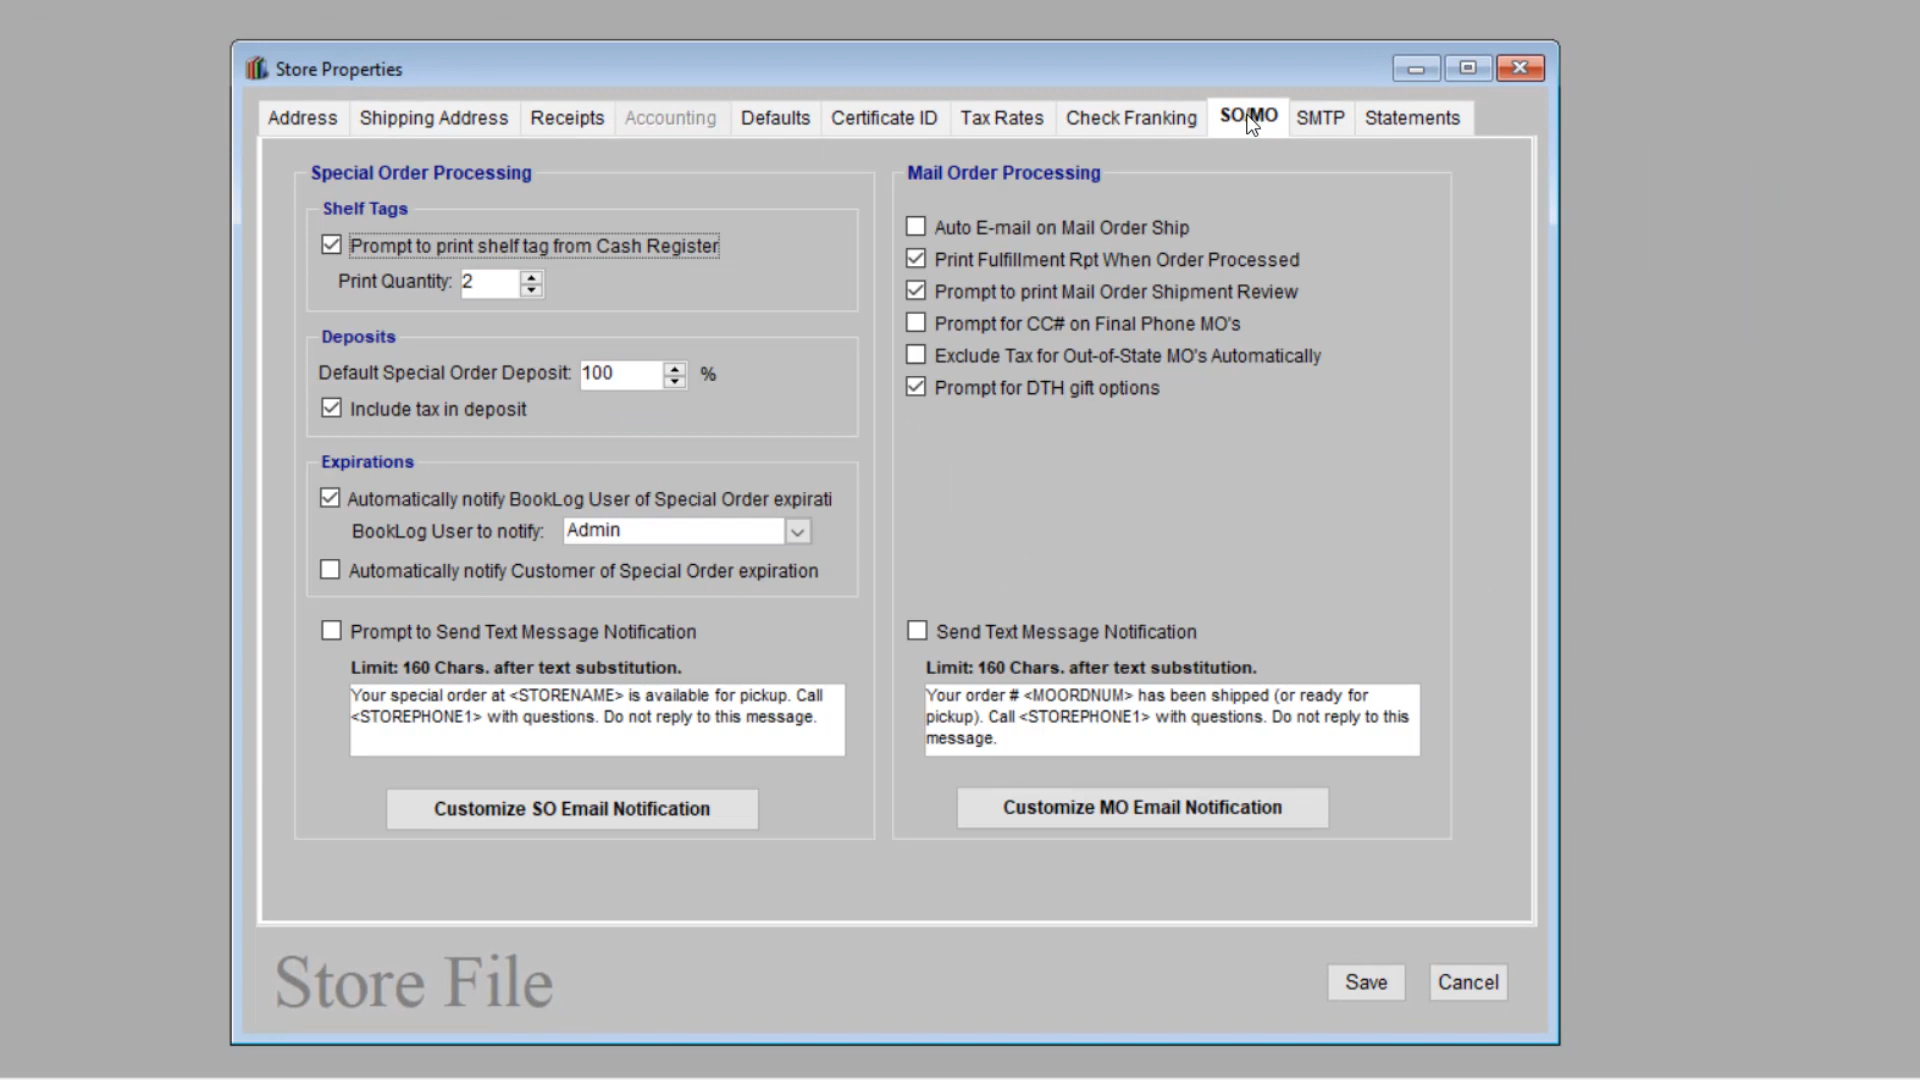 Store Properties
Address
Shipping Address
Receipts
Accounting
Defaults
Certificate ID
Tax Rates
Check Franking
SO/MO
SMTP
Statements
Special Order Processing
Shelf Tags
Prompt to print shelf tag from Cash Register
Print Quantity: 2
Deposits
Default Special Order Deposit: 100 %
Include tax in deposit
Expirations
Automatically notify BookLog User of Special Order expirati
BookLog User to notify: Admin
Automatically notify Customer of Special Order expiration
Prompt to Send Text Message Notification
Limit: 160 Chars. after text substitution.
Your special order at <STORENAME> is available for pickup. Call
<STOREPHONE1> with questions. Do not reply to this message.
Customize SO Email Notification
Mail Order Processing
Auto E-mail on Mail Order Ship
Print Fulfillment Rpt When Order Processed
Prompt to print Mail Order Shipment Review
Prompt for CC# on Final Phone MO's
Exclude Tax for Out-of-State MO's Automatically
Prompt for DTH gift options
Send Text Message Notification
Limit: 160 Chars. after text substitution.
Your order # <MOORDNUM> has been shipped (or ready for
pickup). Call <STOREPHONE1> with questions. Do not reply to this
message.
Customize MO Email Notification
Store File
Save
Cancel